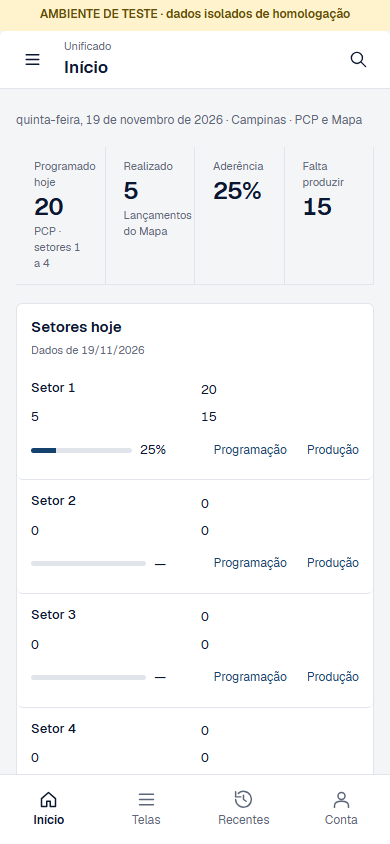 AMBIENTE DE TESTE · dados isolados de homologação
Unificado
Início
quinta-feira, 19 de novembro de 2026 · Campinas · PCP e Mapa
Programado hoje
20
PCP · setores 1 a 4
Realizado
5
Lançamentos do Mapa
Aderência
25%
Falta produzir
15
Setores hoje
Dados de 19/11/2026
Setor 1 20
5 15
25% Programação Produção
Setor 2 0
0 0
— Programação Produção
Setor 3 0
0 0
— Programação Produção
Setor 4 0
0 0
Início Telas Recentes Conta